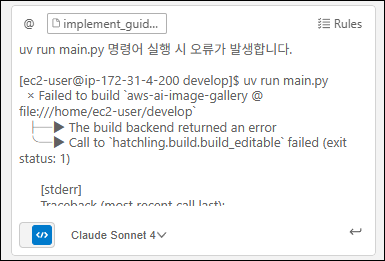 @ implement_guid... Rules
uv run main.py 명령어 실행 시 오류가 발생합니다.
[ec2-user@ip-172-31-4-200 develop]$ uv run main.py
× Failed to build `aws-ai-image-gallery @
file:///home/ec2-user/develop`
├─▶ The build backend returned an error
╰─▶ Call to `hatchling.build.build_editable` failed (exit
status: 1)
[stderr]
Traceback (most recent call last):
Claude Sonnet 4